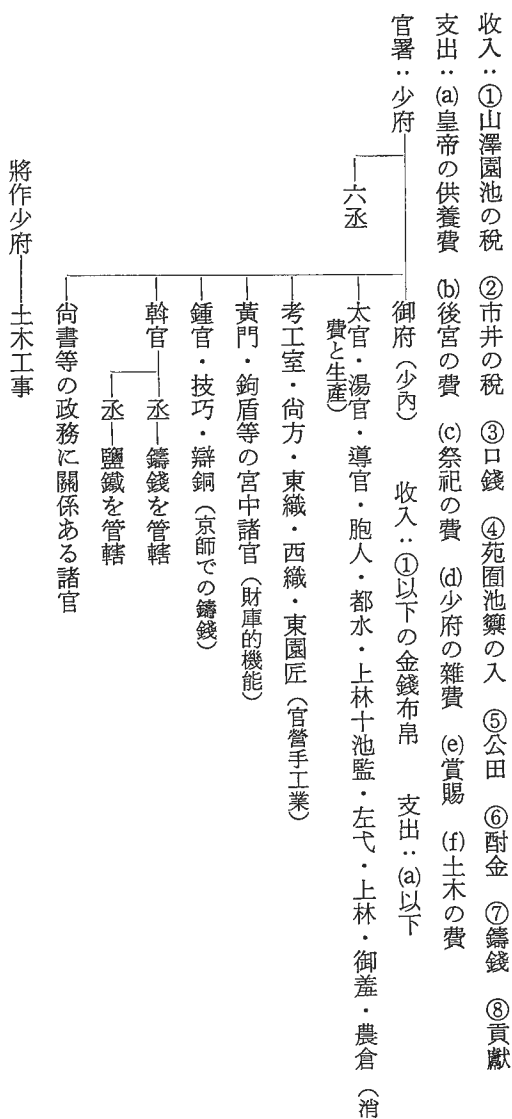 收入：①山澤園池の稅　②市井の稅　③口錢　④苑囿池籞の入　⑤公田　⑥酎金　⑦鑄錢　⑧貢獻
支出：(a)皇帝の供養費　(b)後宮の費　(c)祭祀の費　(d)少府の雜費　(e)賞賜　(f)土木の費
官署：少府
六丞
御府（少內）　收入：①以下の金錢布帛　支出：(a)以下
太官・湯官・導官・胞人・都水・上林十池監・左弋・上林・御羞・農倉（消
費と生產）
考工室・尙方・東織・西織・東園匠（官營手工業）
黃門・鉤盾等の宮中諸官（財庫的機能）
鍾官・技巧・辯銅（京師での鑄錢）
斡官
丞―鑄錢を管轄
丞―鹽鐵を管轄
尙書等の政務に關係ある諸官
將作少府――土木工事